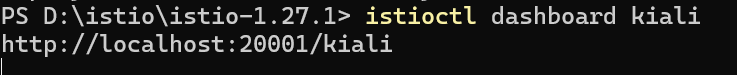 PS D:\istio\istio-1.27.1> istioctl dashboard kiali
http://localhost:20001/kiali